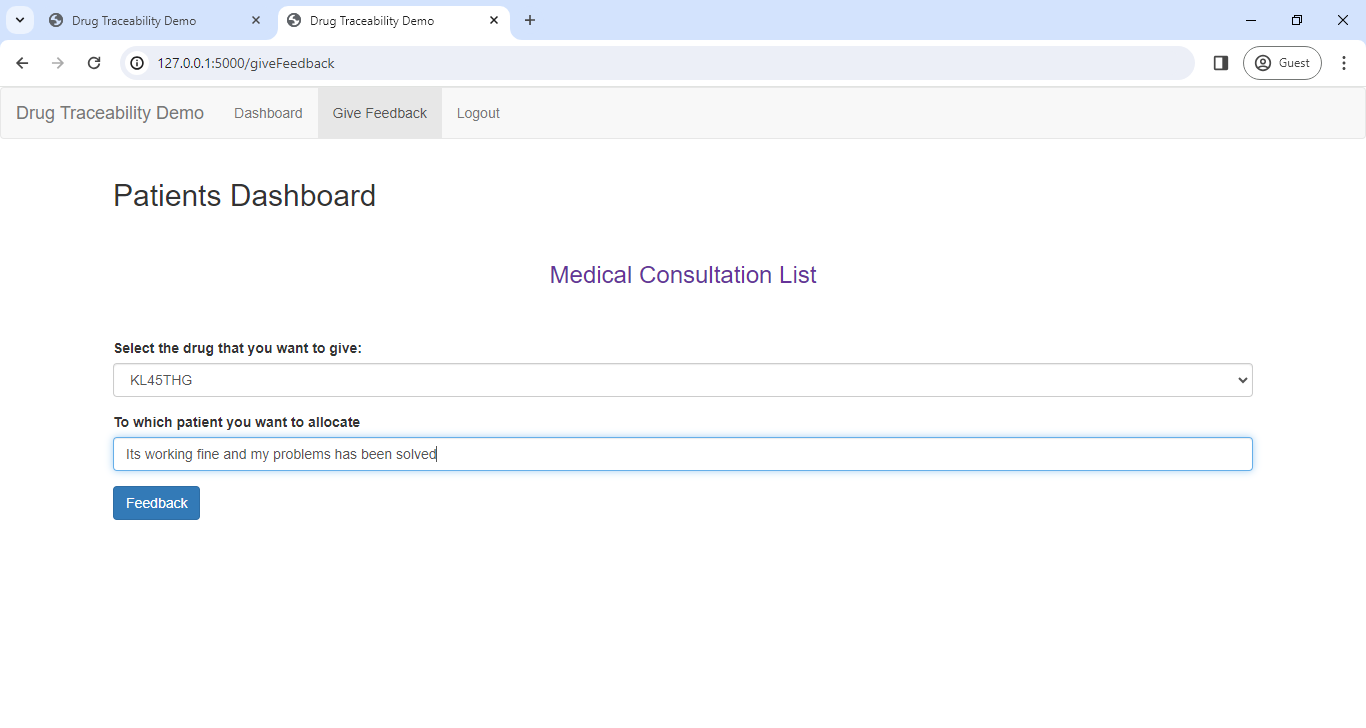 Drug Traceability Demo
Drug Traceability Demo
127.0.0.1:5000/giveFeedback
Guest
Drug Traceability Demo
Dashboard
Give Feedback
Logout
Patients Dashboard
Medical Consultation List
Select the drug that you want to give:
KL45THG
To which patient you want to allocate
Its working fine and my problems has been solved
Feedback